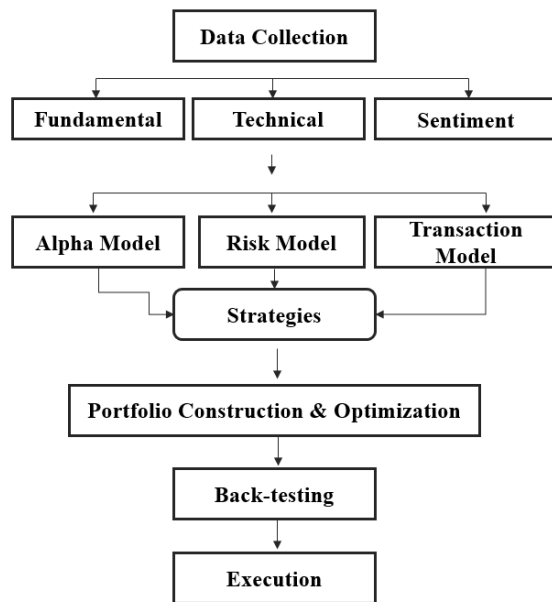 Data Collection
Fundamental
Technical
Sentiment
Alpha Model
Risk Model
Transaction
Model
Strategies
Portfolio Construction & Optimization
Back-testing
Execution